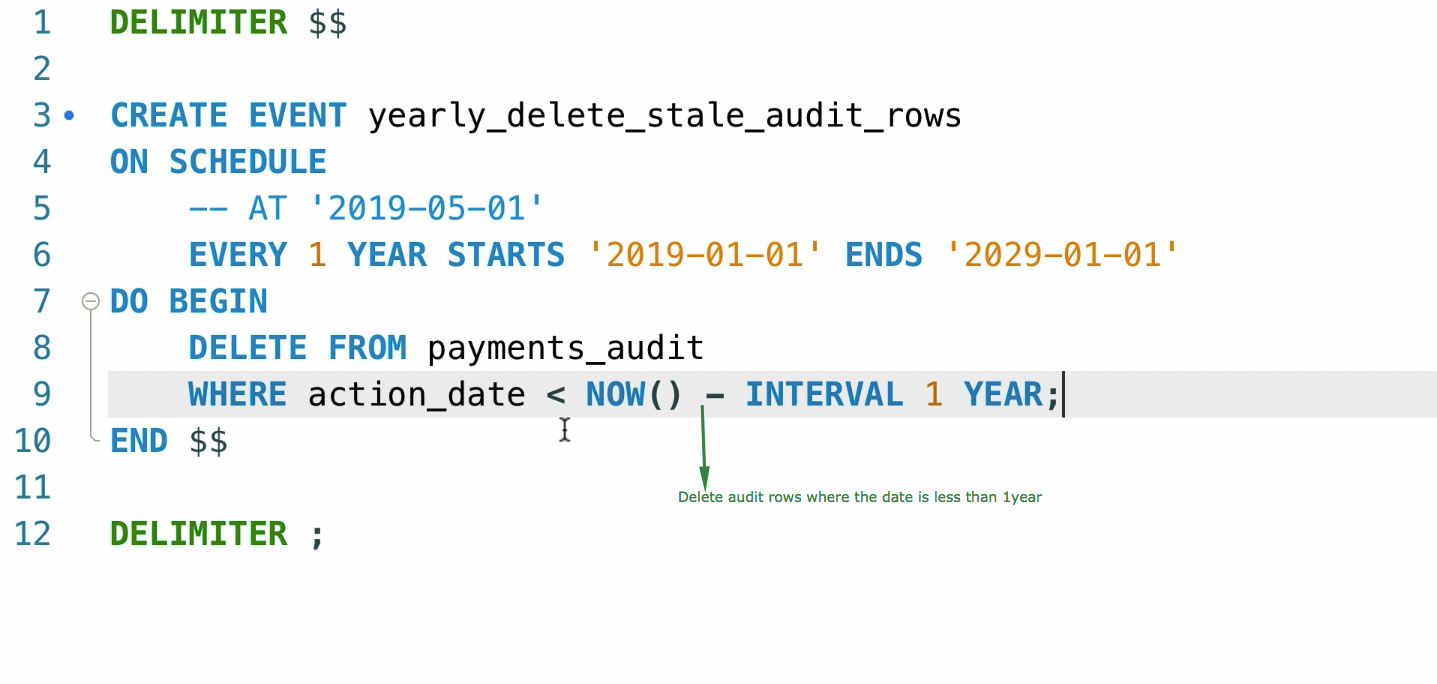 1 DELIMITER $$
2
3 CREATE EVENT yearly_delete_stale_audit_rows
4 ON SCHEDULE
5 -- AT '2019-05-01'
6 EVERY 1 YEAR STARTS '2019-01-01' ENDS '2029-01-01'
7 DO BEGIN
8 DELETE FROM payments_audit
9 WHERE action_date < NOW() - INTERVAL 1 YEAR;
10 END $$
11
Delete audit rows where the date is less than 1year
12 DELIMITER ;